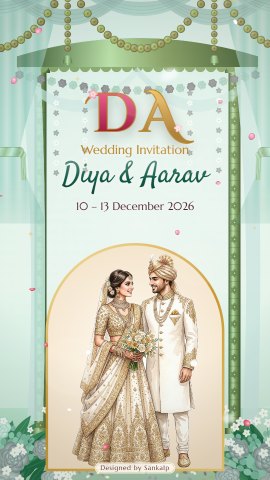 DA
Wedding Invitation
Diya & Aarav
10 – 13 December 2026
Designed by Sankalp